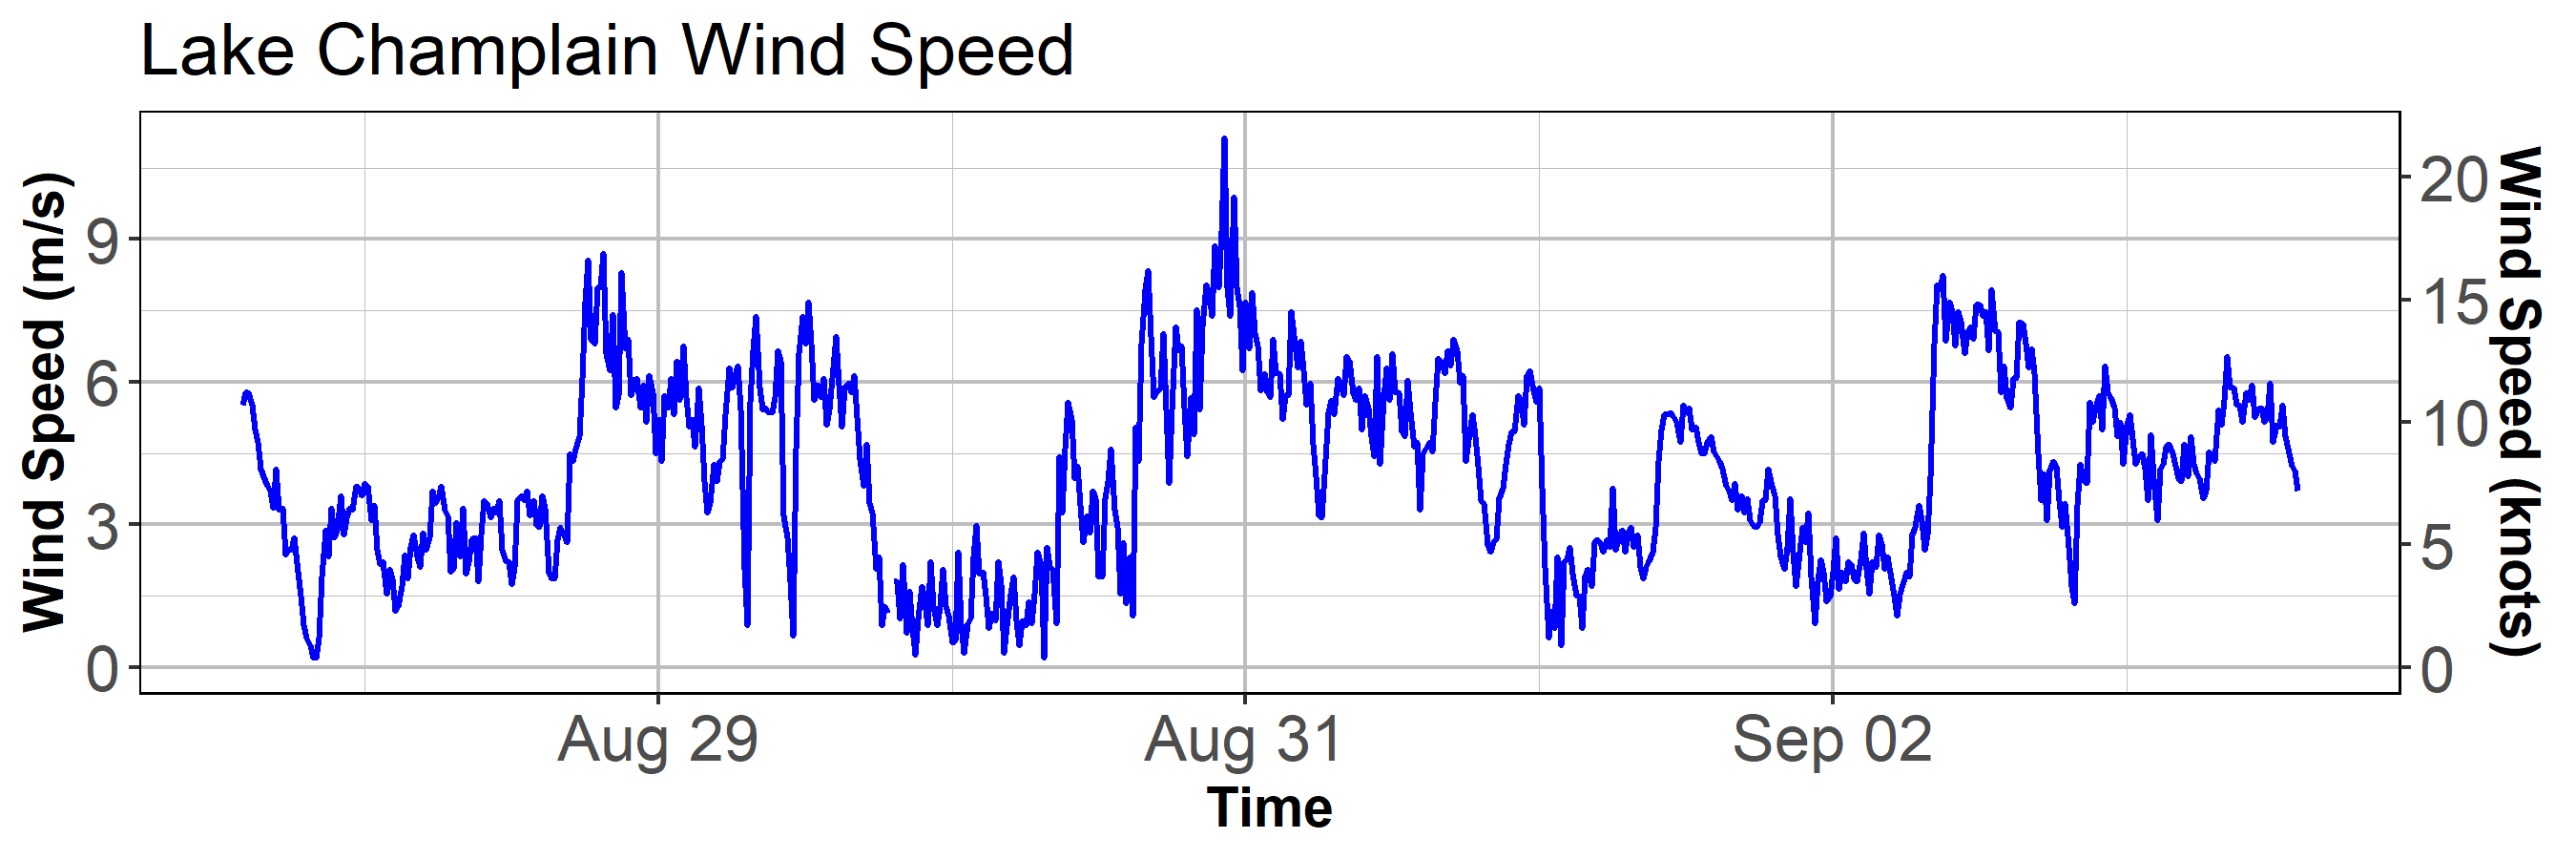 Lake Champlain Wind Speed
Wind Speed (m/s)
9
6
3
0
20
15
10
5
0
Wind Speed (knots)
Aug 29
Aug 31
Sep 02
Time